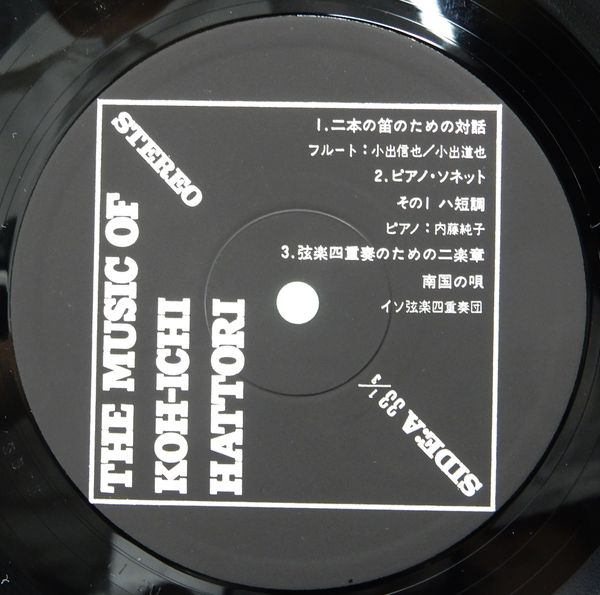 STEREO
1.二本の笛のための対話
フルート：小出信也／小出道也
2.ピアノ・ソネット
その1 ハ短調
ピアノ：内藤純子
3.弦楽四重奏のための二楽章
南国の唄
イソ弦楽四重奏団
THE MUSIC OF
KOH-ICHI
HATTORI
SIDE:A 33 1/3